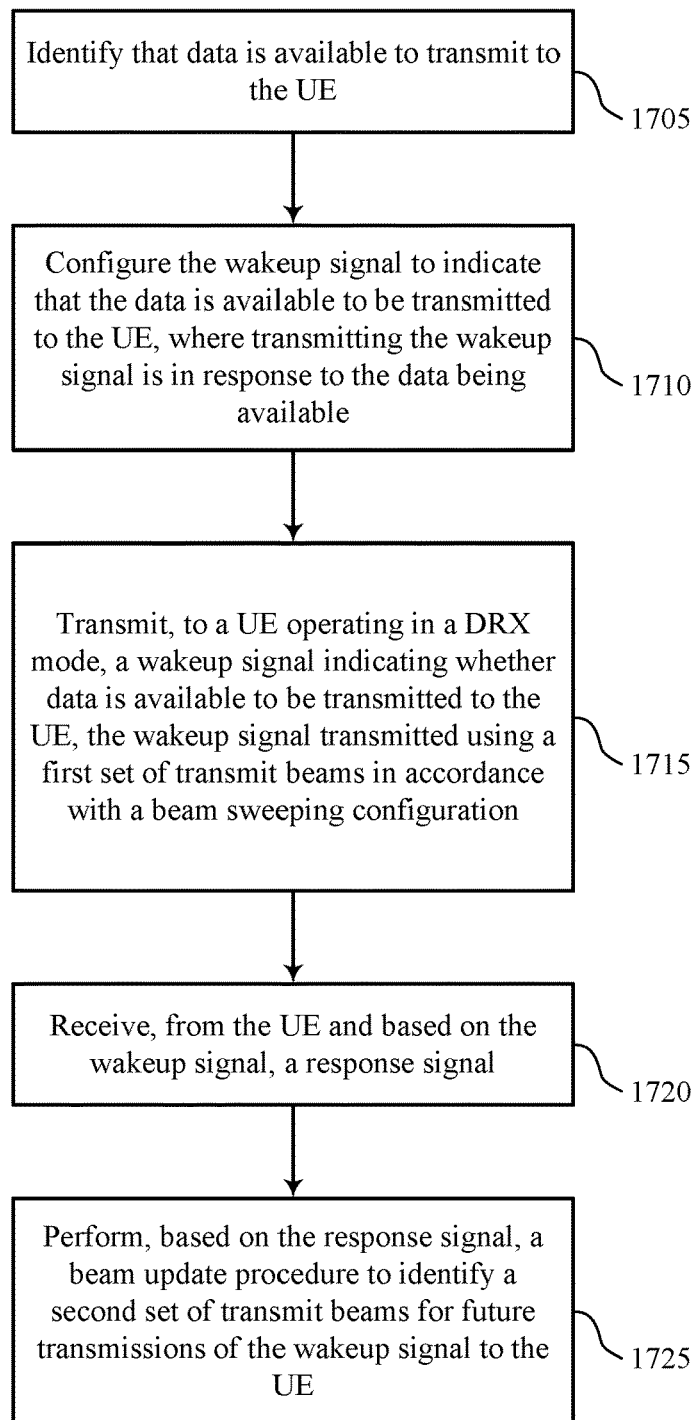 Identify that data is available to transmit to
the UE
1705
Configure the wakeup signal to indicate
that the data is available to be transmitted
to the UE, where transmitting the wakeup
signal is in response to the data being
available
1710
Transmit, to a UE operating in a DRX
mode, a wakeup signal indicating whether
data is available to be transmitted to the
UE, the wakeup signal transmitted using a
first set of transmit beams in accordance
with a beam sweeping configuration
1715
Receive, from the UE and based on the
wakeup signal, a response signal
1720
Perform, based on the response signal, a
beam update procedure to identify a
second set of transmit beams for future
transmissions of the wakeup signal to the
UE
1725